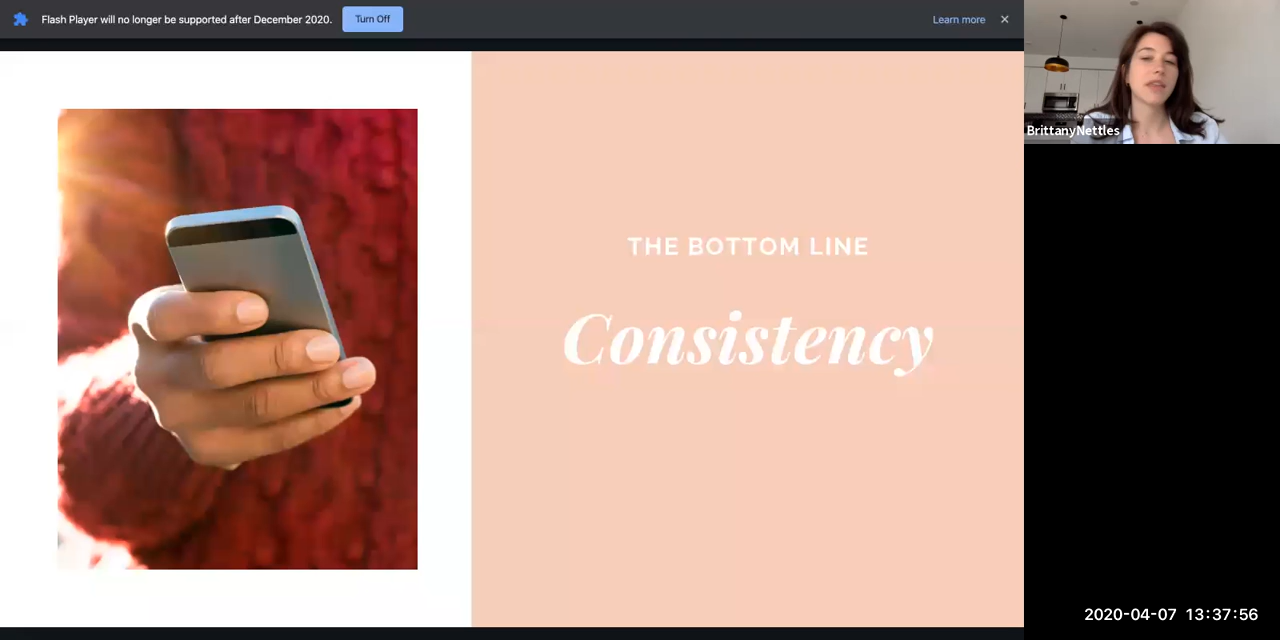 Flash Player will no longer be supported after December 2020.
Turn Off
Learn more
BrittanyNettles
THE BOTTOM LINE
Consistency
2020-04-07 13:37:56